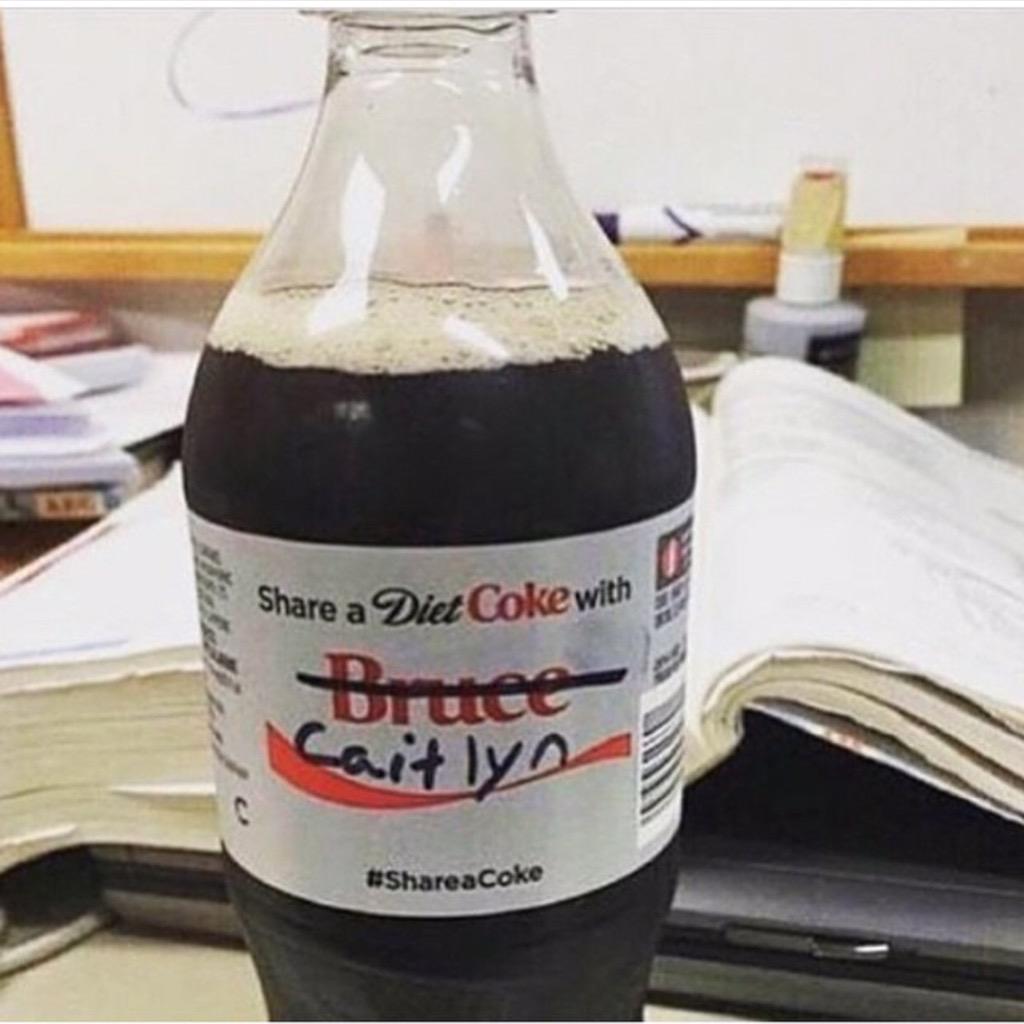 Share a Diet Coke with
Bruce
Caitlyn
#ShareaCoke
C